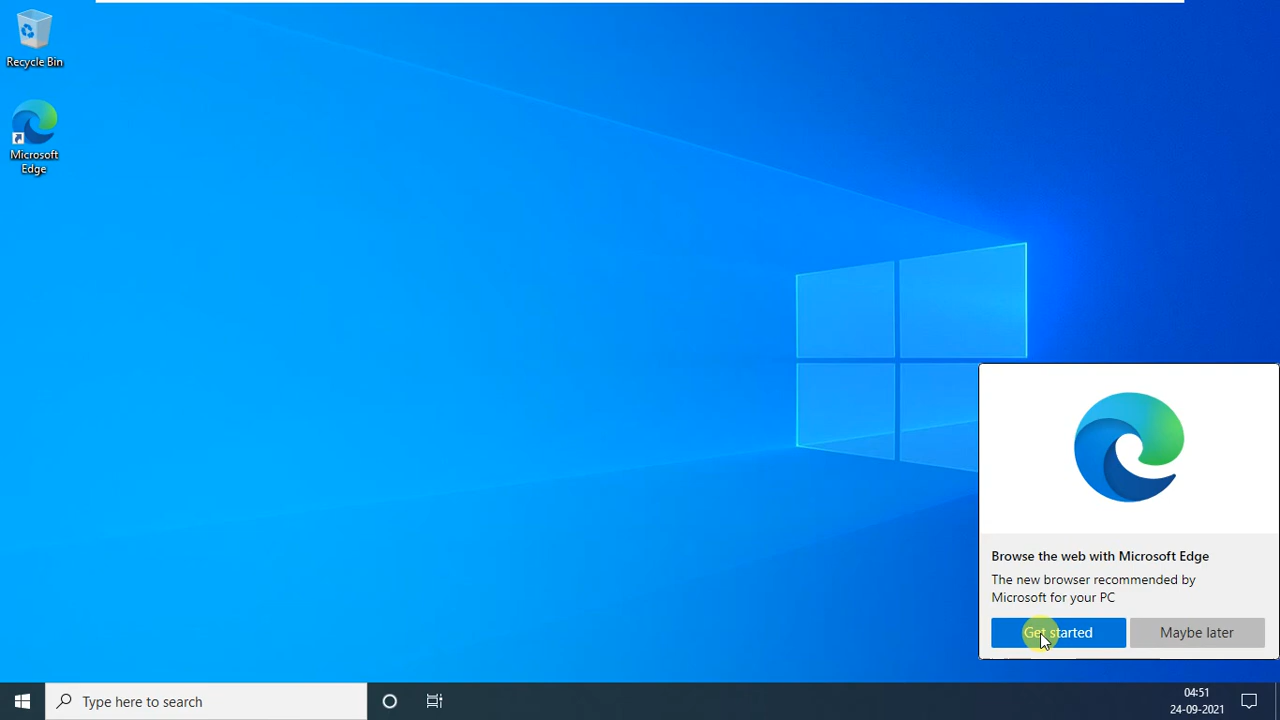 Recycle Bin
Microsoft
Edge
Browse the web with Microsoft Edge
The new browser recommended by
Microsoft for your PC
Get started
Maybe later
Type here to search
04:51
24-09-2021